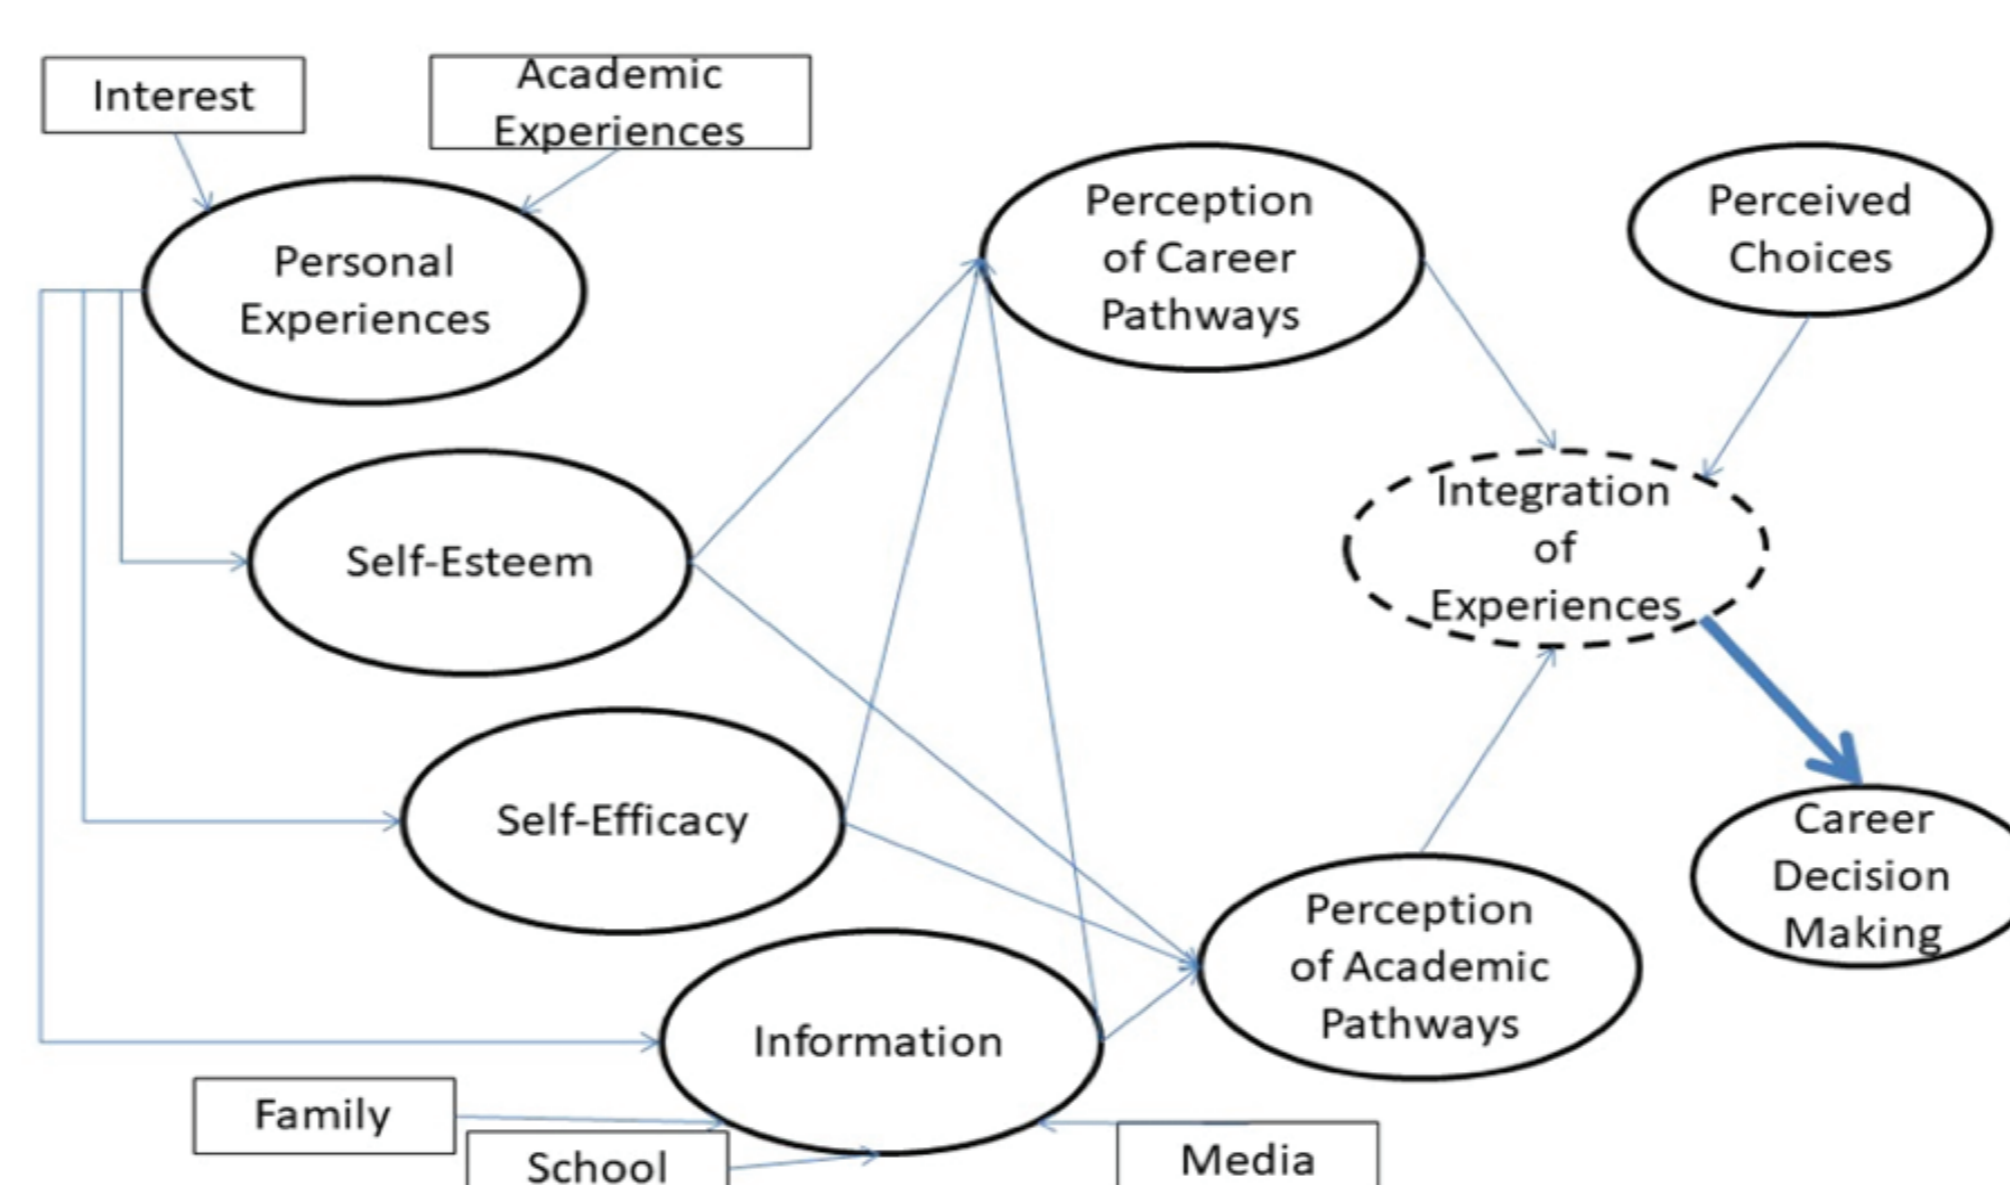 Interest
Academic
Experiences
Personal
Experiences
Perception
of Career
Pathways
Perceived
Choices
Self-Esteem
Integration
of
Experiences
Self-Efficacy
Career
Decision
Making
Perception
of Academic
Pathways
Information
Family
School
Media